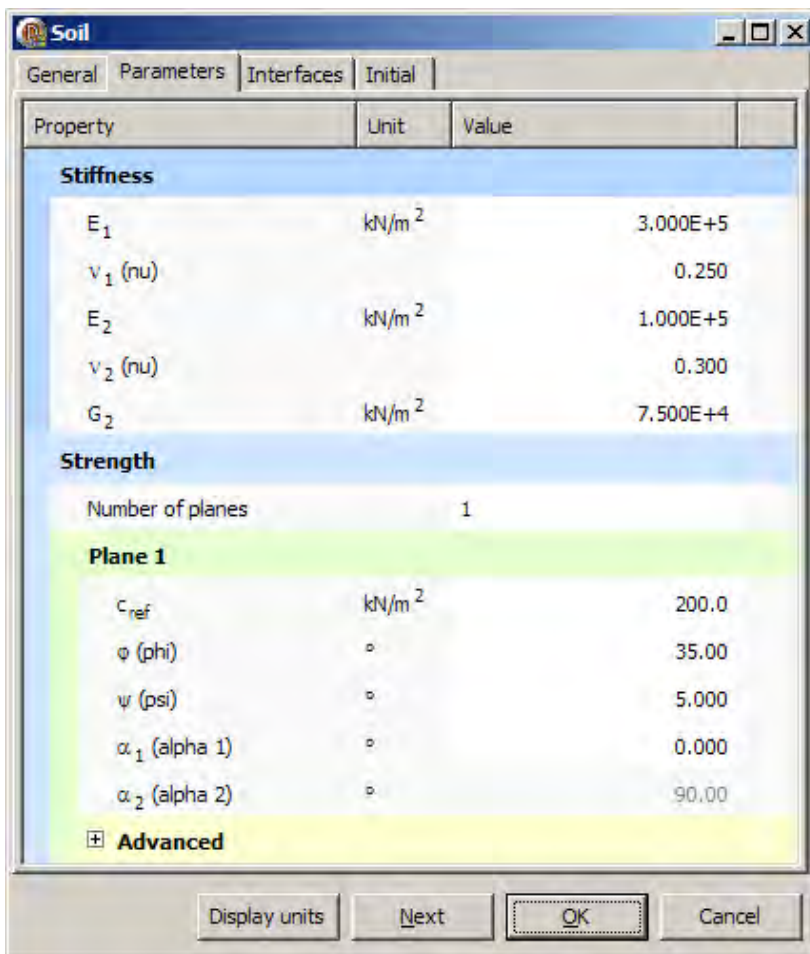 Soil
General Parameters Interfaces Initial
Property Unit Value
Stiffness
E₁ kN/m² 3.000E+5
ν₁ (nu) 0.250
E₂ kN/m² 1.000E+5
ν₂ (nu) 0.300
G₂ kN/m² 7.500E+4
Strength
Number of planes 1
Plane 1
c_ref kN/m² 200.0
φ (phi) ° 35.00
ψ (psi) ° 5.000
α₁ (alpha 1) ° 0.000
α₂ (alpha 2) ° 90.00
Advanced
Display units Next OK Cancel